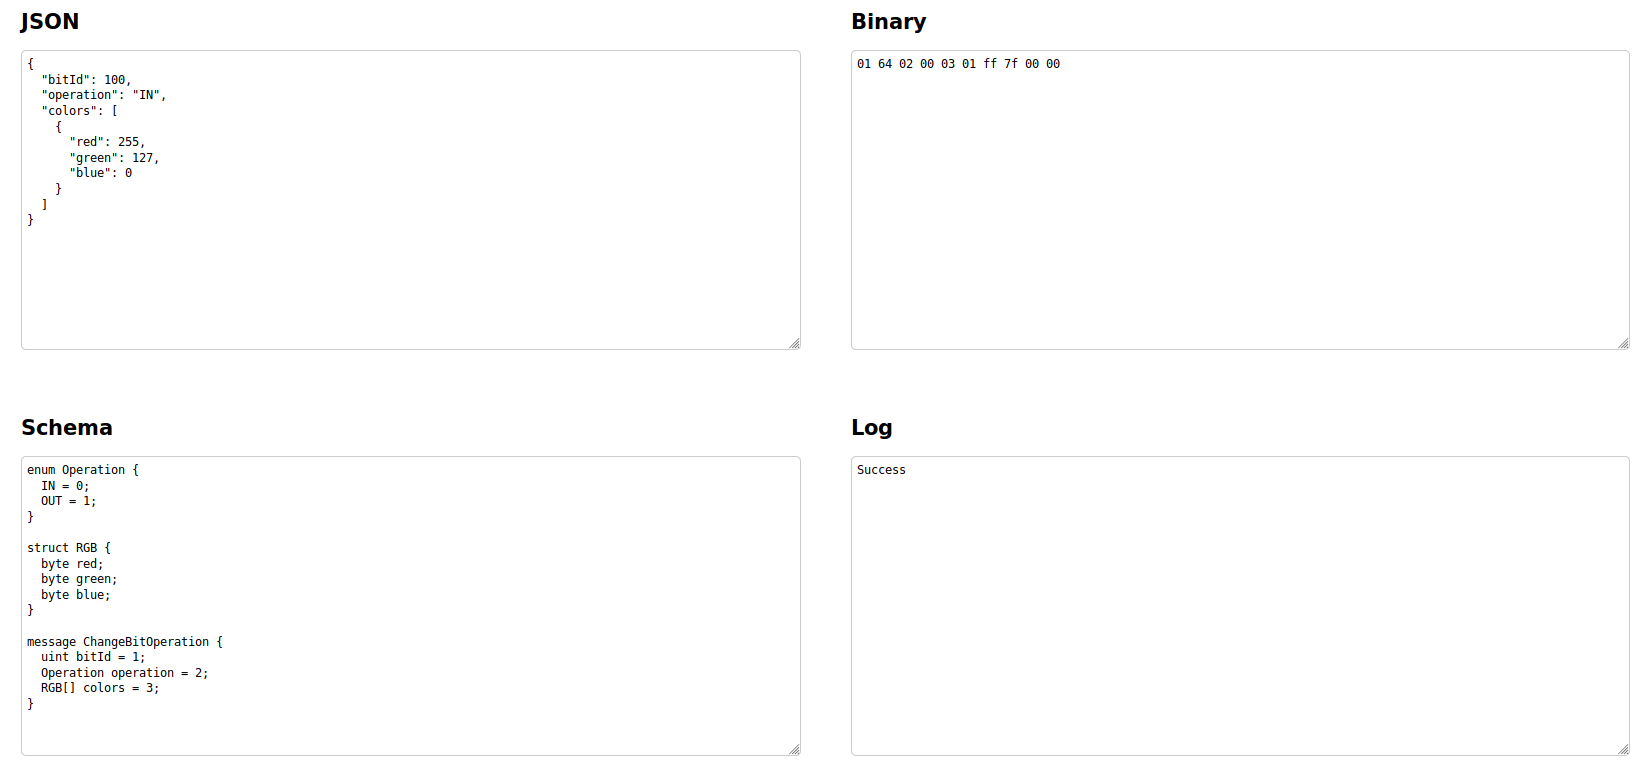 JSON
{
  "bitId": 100,
  "operation": "IN",
  "colors": [
    {
      "red": 255,
      "green": 127,
      "blue": 0
    }
  ]
}
Binary
01 64 02 00 03 01 ff 7f 00 00
Schema
enum Operation {
  IN = 0;
  OUT = 1;
}

struct RGB {
  byte red;
  byte green;
  byte blue;
}

message ChangeBitOperation {
  uint bitId = 1;
  Operation operation = 2;
  RGB[] colors = 3;
}
Log
Success